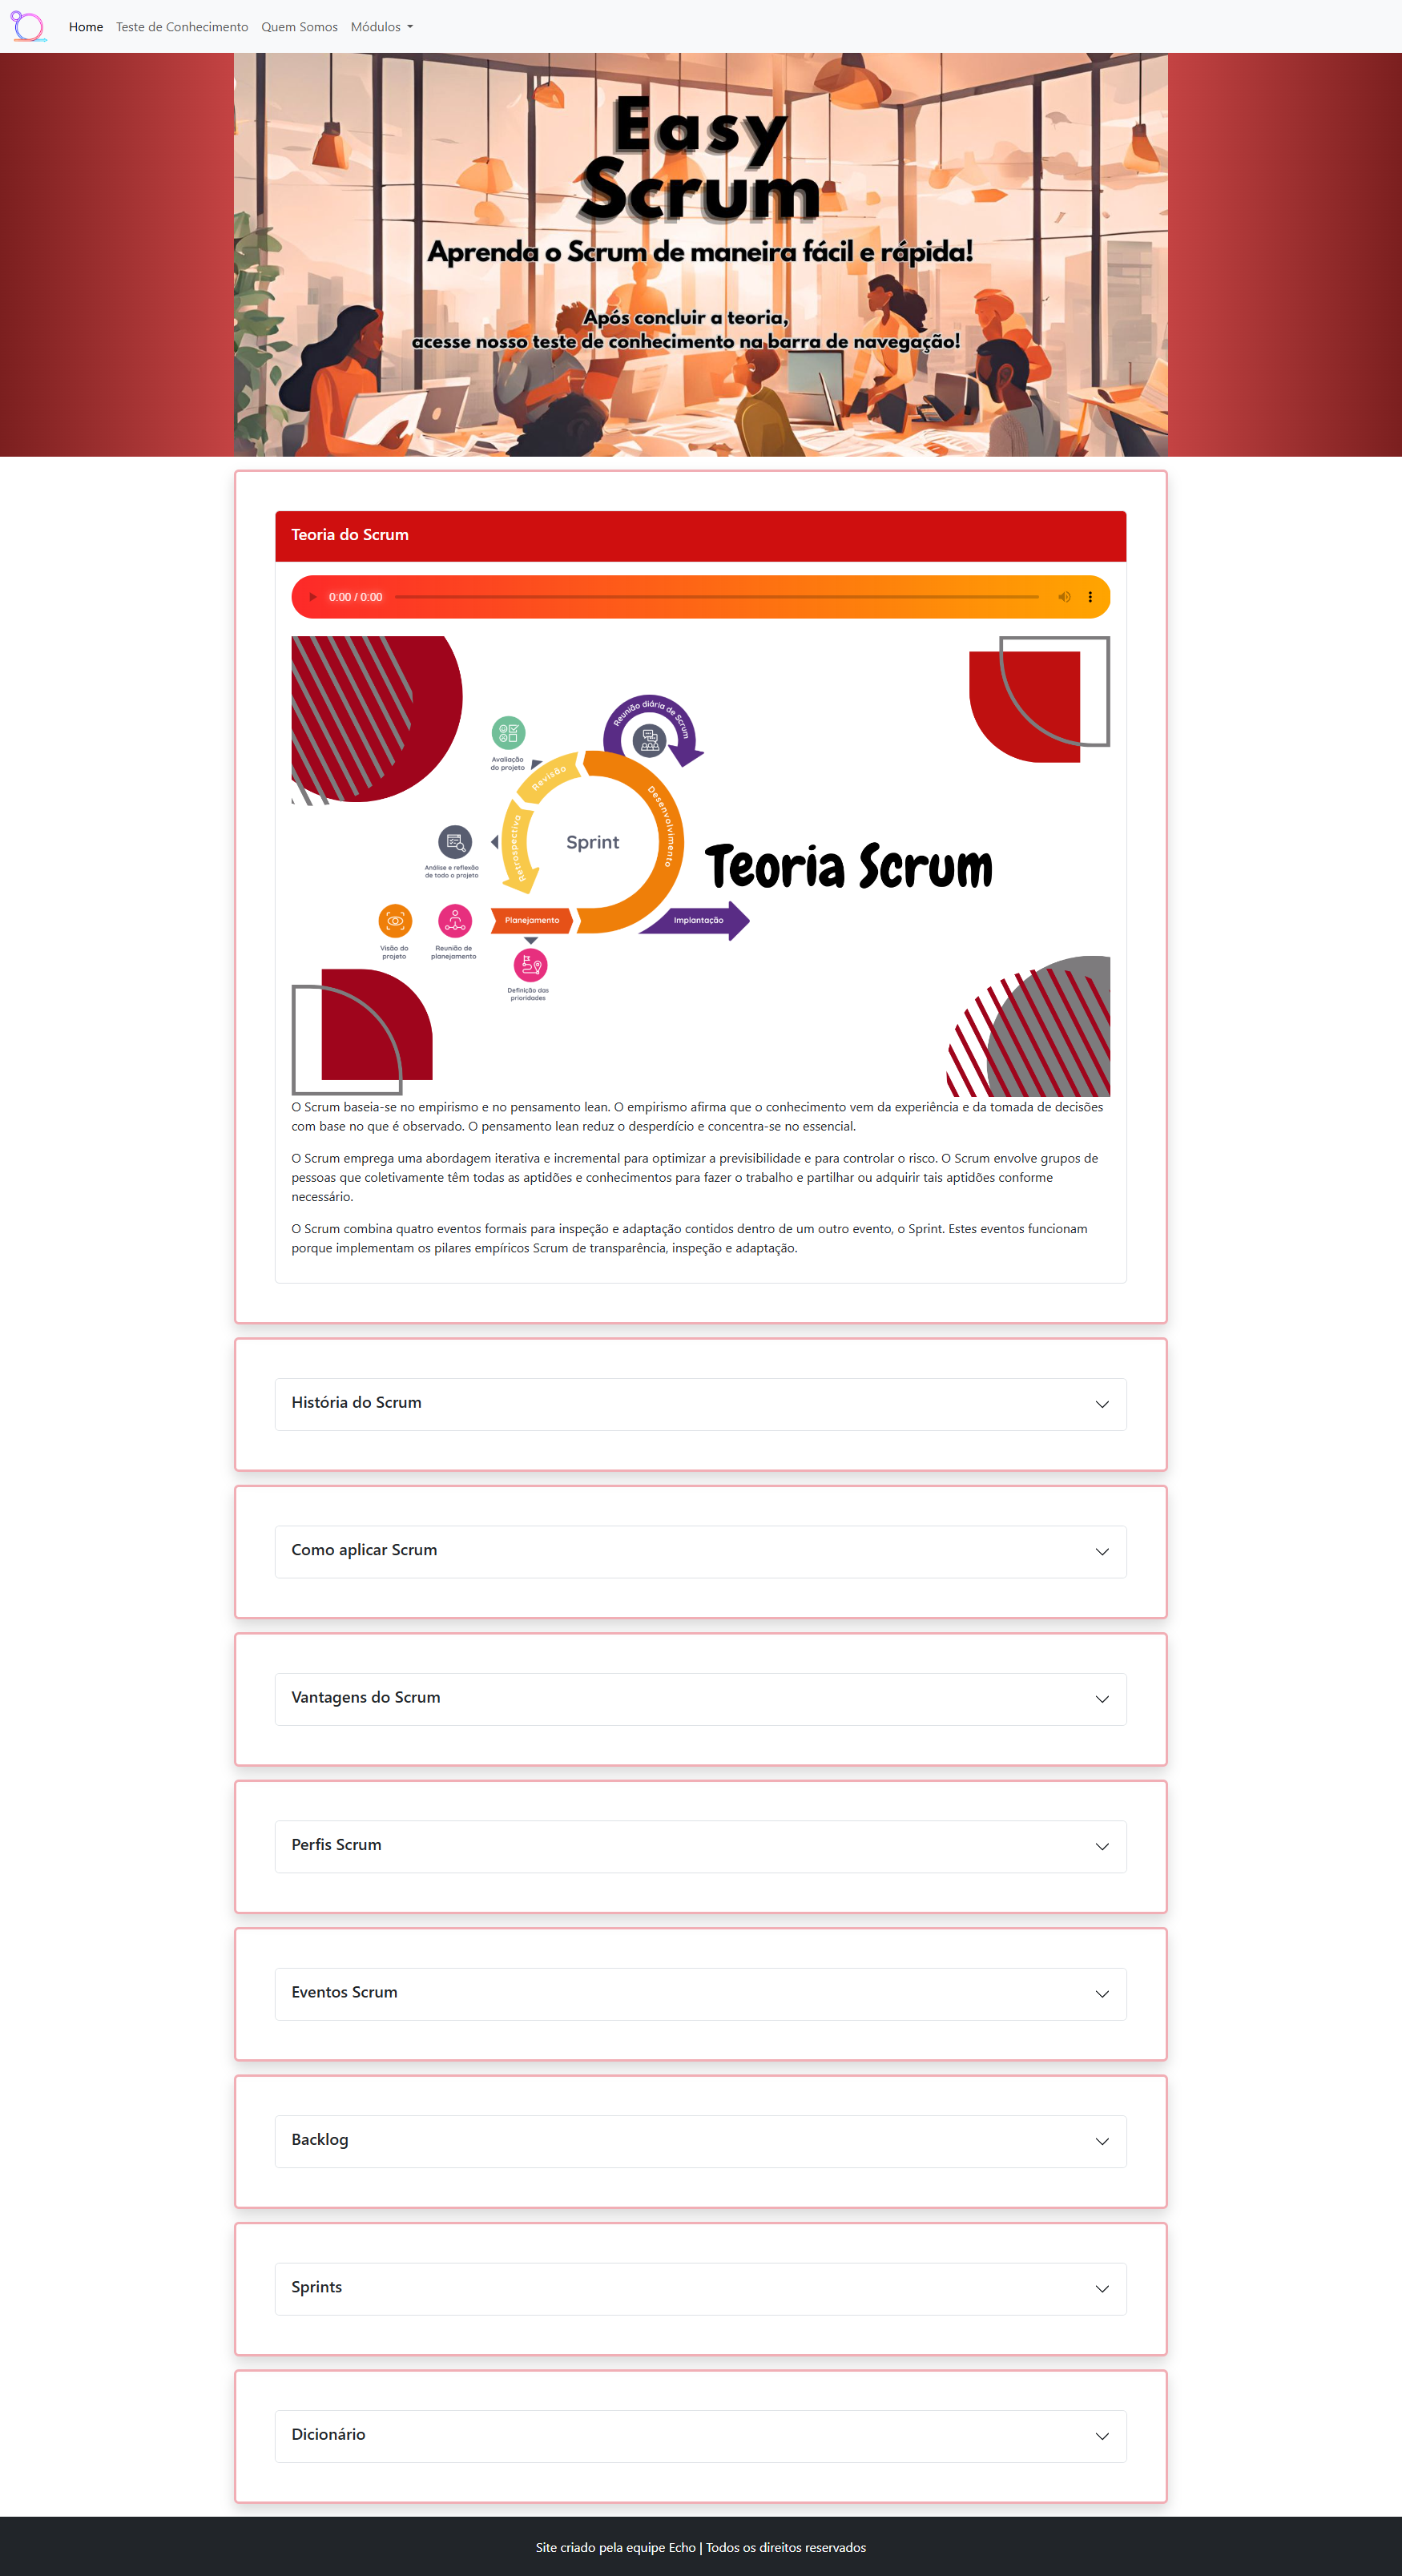 Home Teste de Conhecimento Quem Somos Módulos
Easy
Scrum
Aprenda o Scrum de maneira fácil e rápida!
Após concluir a teoria,
acesse nosso teste de conhecimento na barra de navegação!
Teoria do Scrum
0:00 / 0:00
Reunião diária de Scrum
Avaliação
do projeto
Revisão
Desenvolvimento
Retrospectiva
Sprint
Análise e reflexão
de todo o projeto
Teoria Scrum
Planejamento
Implantação
Visão do
projeto
Reunião de
planejamento
Definição das
prioridades
O Scrum baseia-se no empirismo e no pensamento lean. O empirismo afirma que o conhecimento vem da experiência e da tomada de decisões
com base no que é observado. O pensamento lean reduz o desperdício e concentra-se no essencial.
O Scrum emprega uma abordagem iterativa e incremental para optimizar a previsibilidade e para controlar o risco. O Scrum envolve grupos de
pessoas que coletivamente têm todas as aptidões e conhecimentos para fazer o trabalho e partilhar ou adquirir tais aptidões conforme
necessário.
O Scrum combina quatro eventos formais para inspeção e adaptação contidos dentro de um outro evento, o Sprint. Estes eventos funcionam
porque implementam os pilares empíricos Scrum de transparência, inspeção e adaptação.
História do Scrum
Como aplicar Scrum
Vantagens do Scrum
Perfis Scrum
Eventos Scrum
Backlog
Sprints
Dicionário
Site criado pela equipe Echo | Todos os direitos reservados